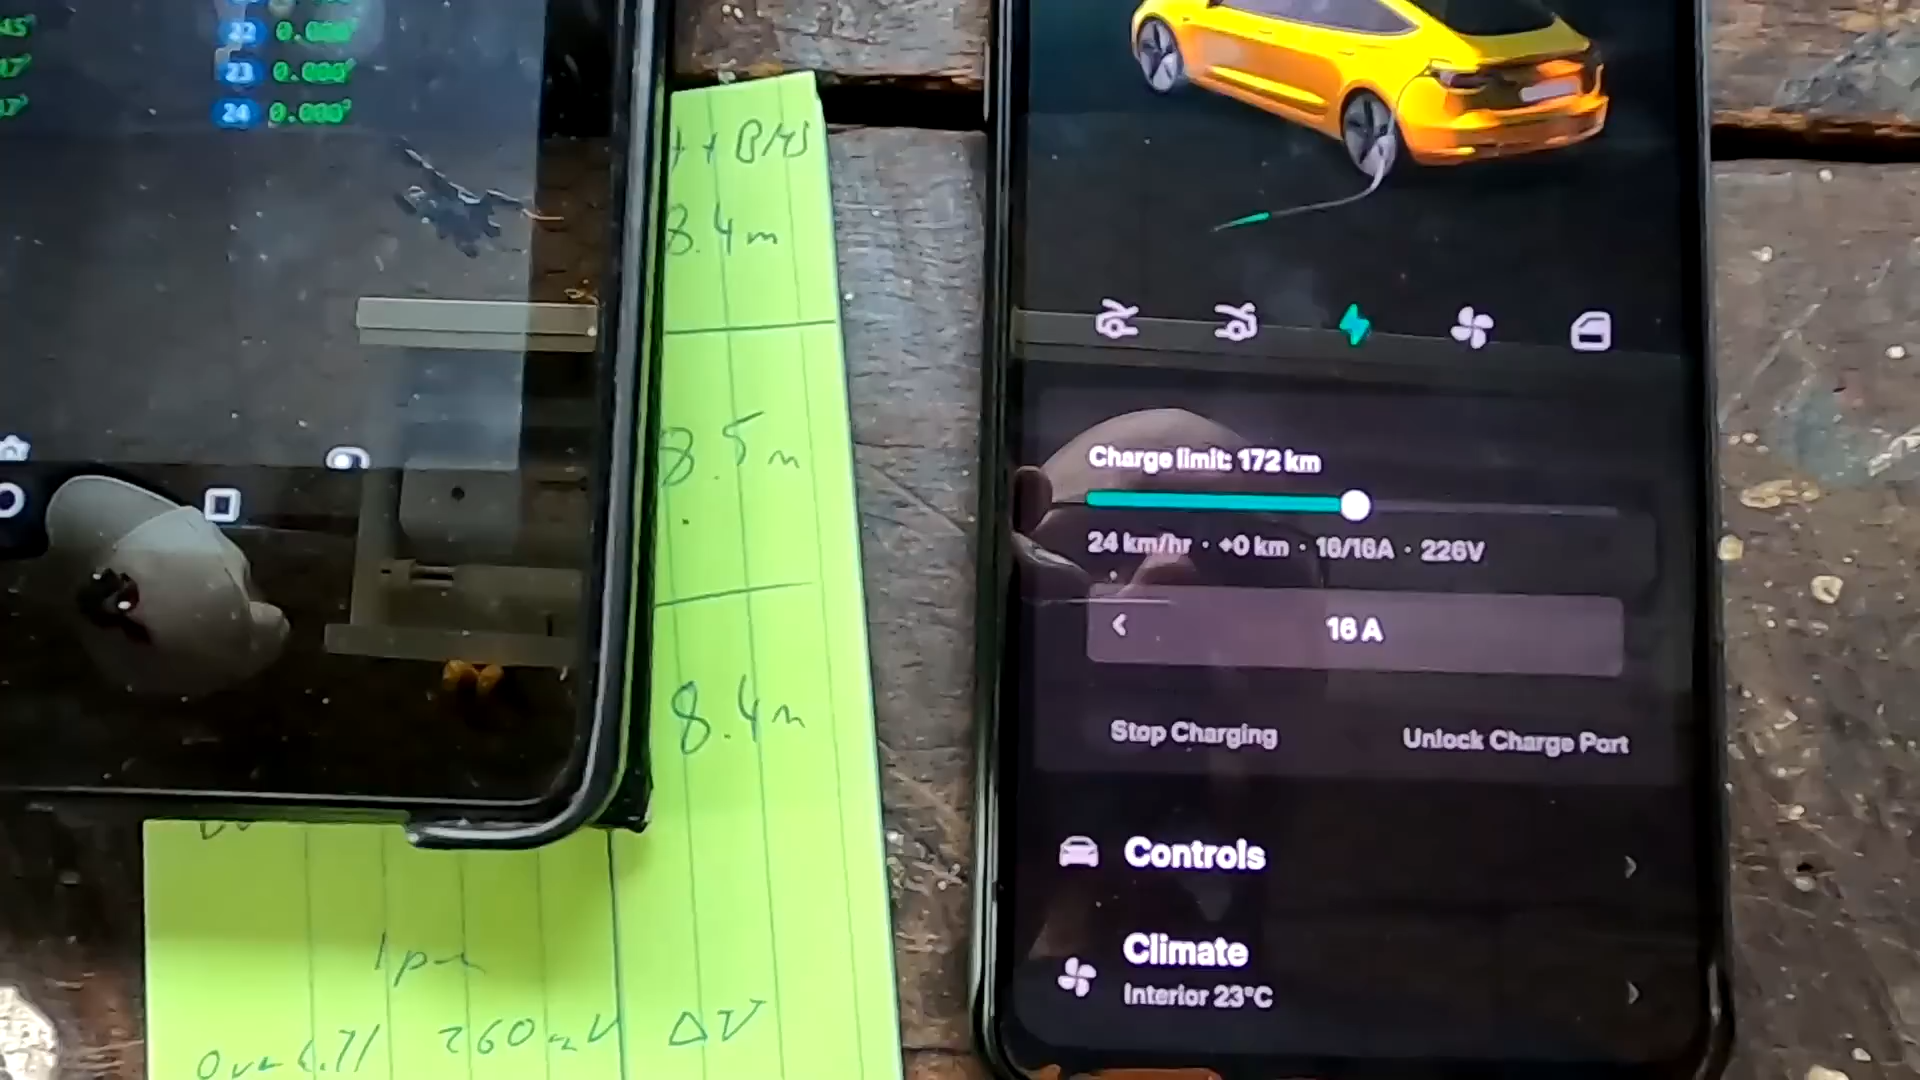 22 0.000
23 0.000
24 0.000
BMS
8.4m
8.5m
8.4m
260mV ΔV
Charge limit: 172 km
24 km/hr · +0 km · 16/16A · 226V
16 A
Stop Charging
Unlock Charge Port
Controls
Climate
Interior 23°C